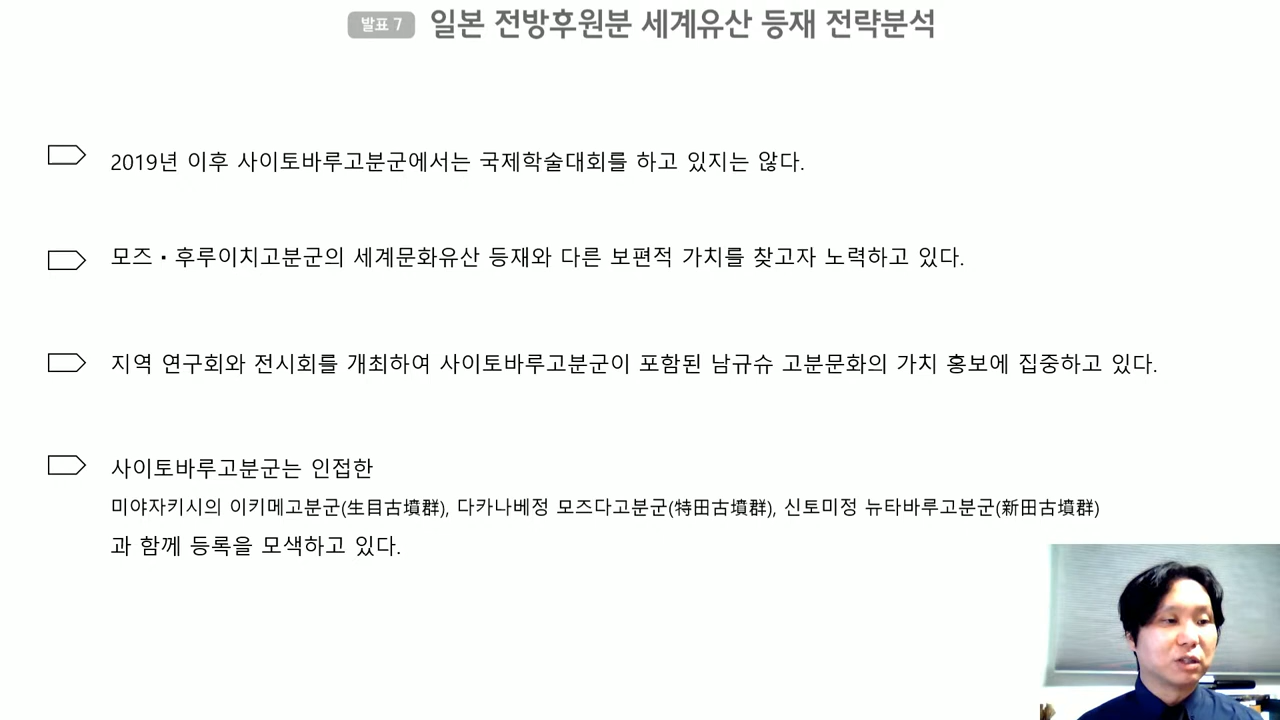 발표 7 일본 전방후원분 세계유산 등재 전략분석
2019년 이후 사이토바루고분군에서는 국제학술대회를 하고 있지는 않다.
모즈·후루이치고분군의 세계문화유산 등재와 다른 보편적 가치를 찾고자 노력하고 있다.
지역 연구회와 전시회를 개최하여 사이토바루고분군이 포함된 남규슈 고분문화의 가치 홍보에 집중하고 있다.
사이토바루고분군는 인접한
미야자키시의 이키메고분군(生目古墳群), 다카나베정 모즈다고분군(特田古墳群), 신토미정 뉴타바루고분군(新田古墳群)
과 함께 등록을 모색하고 있다.